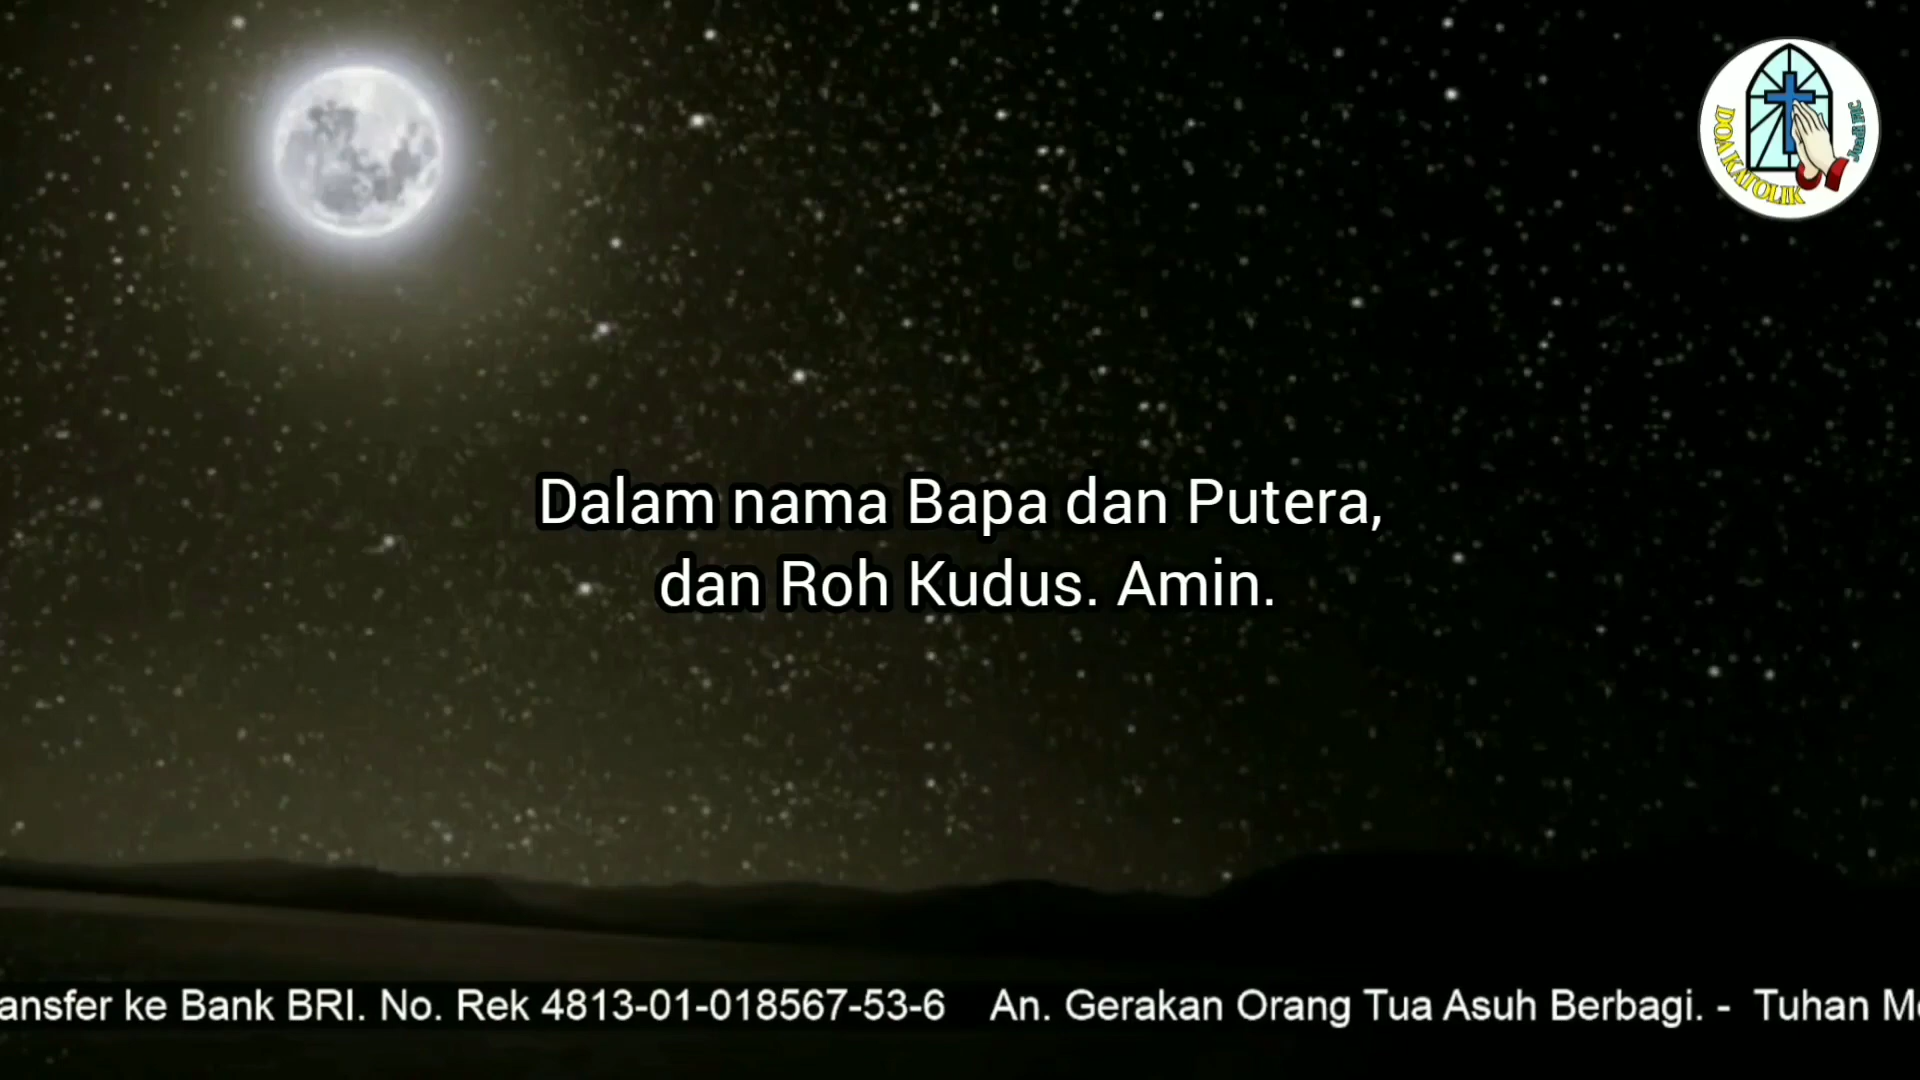 DOA KATOLIK
Dalam nama Bapa dan Putera,
dan Roh Kudus. Amin.
ansfer ke Bank BRI. No. Rek 4813-01-018567-53-6 An. Gerakan Orang Tua Asuh Berbagi. - Tuhan M